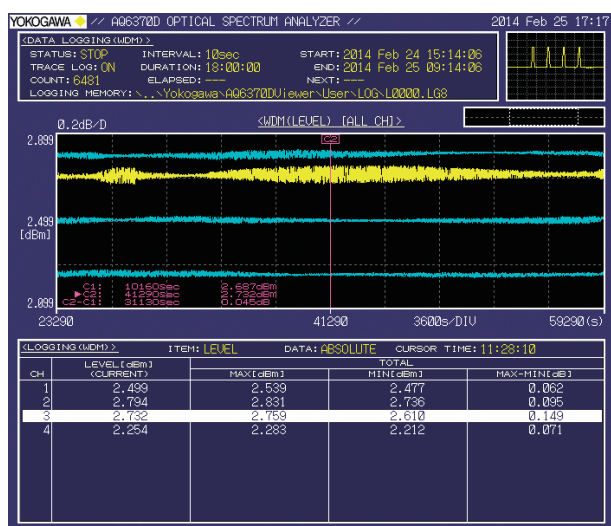 YOKOGAWA // AQ6370D OPTICAL SPECTRUM ANALYZER // 2014 Feb 25 17:17
<DATA LOGGING(WDM)>
STATUS: STOP INTERVAL: 10sec START: 2014 Feb 24 15:14:06
TRACE LOG: ON DURATION: 18:00:00 END: 2014 Feb 25 09:14:06
COUNT: 6481 ELAPSED: --- NEXT: ---
LOGGING MEMORY: \..\Yokogawa\AQ6370DViewer\User\LOG\L0000.LG8
0.2dB/D <WDM(LEVEL) [ALL CH]>
2.899
C2
2.499
[dBm]
C1: 10160sec 2.687dBm
▶C2: 41290sec 2.732dBm
2.099 C2-C1: 31130sec 0.045dB
23290 41290 3600s/DIV 59290(s)
<LOGGING(WDM)> ITEM: LEVEL DATA: ABSOLUTE CURSOR TIME: 11:28:10
LEVEL[dBm] TOTAL
CH (CURRENT) MAX[dBm] MIN[dBm] MAX-MIN[dB]
1 2.499 2.539 2.477 0.062
2 2.794 2.831 2.736 0.095
3 2.732 2.759 2.610 0.149
4 2.254 2.283 2.212 0.071